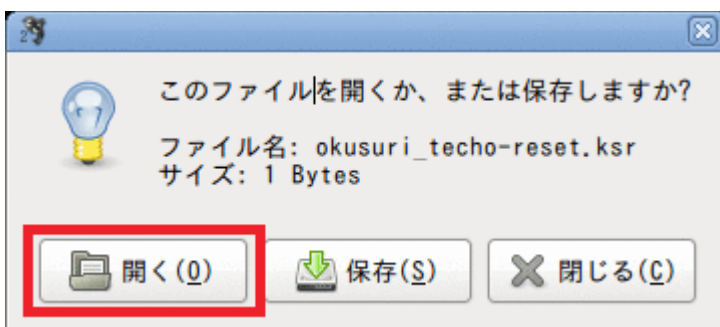 このファイルを開くか、または保存しますか?
ファイル名: okusuri_techo-reset.ksr
サイズ: 1 Bytes
開く(O) 保存(S) 閉じる(C)